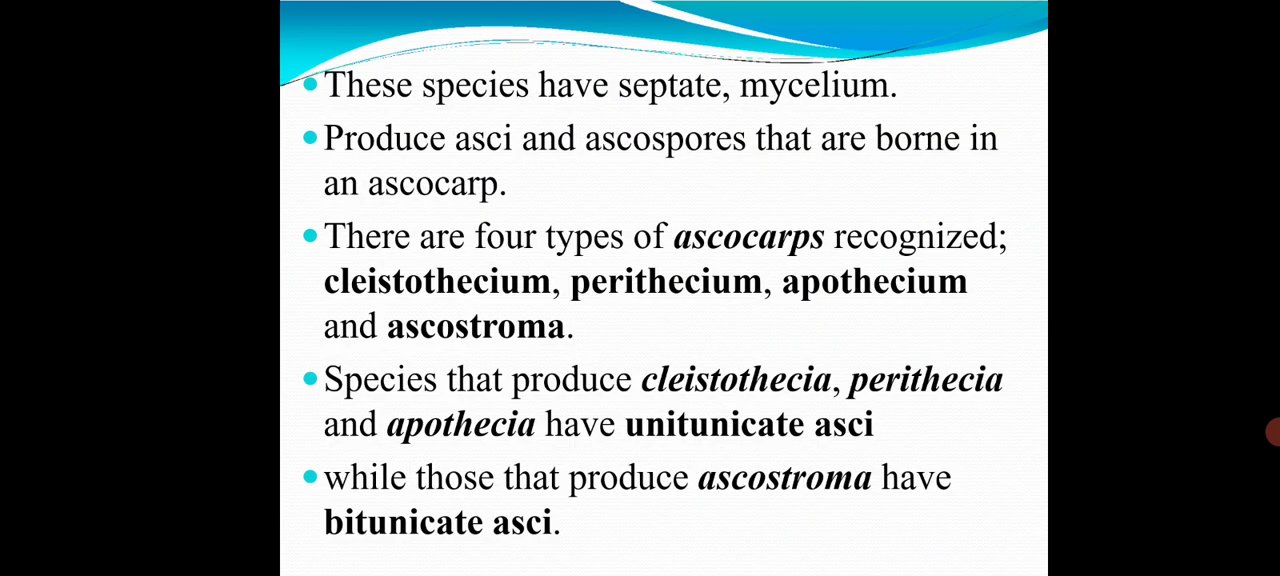 These species have septate, mycelium.
Produce asci and ascospores that are borne in
an ascocarp.
There are four types of ascocarps recognized;
cleistothecium, perithecium, apothecium
and ascostroma.
Species that produce cleistothecia, perithecia
and apothecia have unitunicate asci
while those that produce ascostroma have
bitunicate asci.